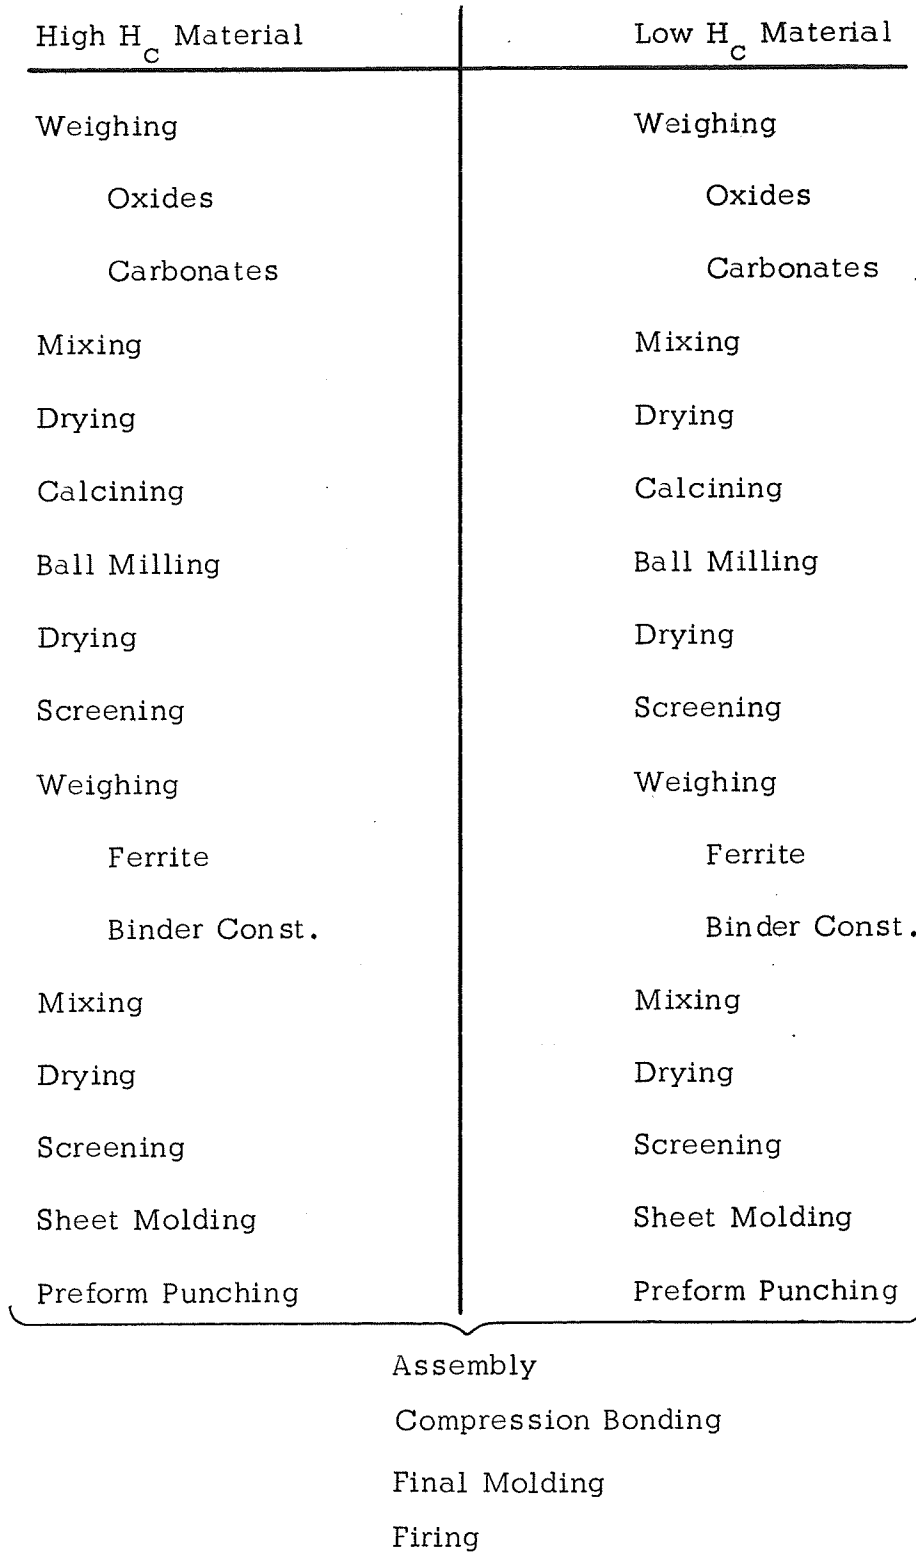 High H_c Material Low H_c Material
Weighing Weighing
Oxides Oxides
Carbonates Carbonates
Mixing Mixing
Drying Drying
Calcining Calcining
Ball Milling Ball Milling
Drying Drying
Screening Screening
Weighing Weighing
Ferrite Ferrite
Binder Const. Binder Const.
Mixing Mixing
Drying Drying
Screening Screening
Sheet Molding Sheet Molding
Preform Punching Preform Punching
Assembly
Compression Bonding
Final Molding
Firing